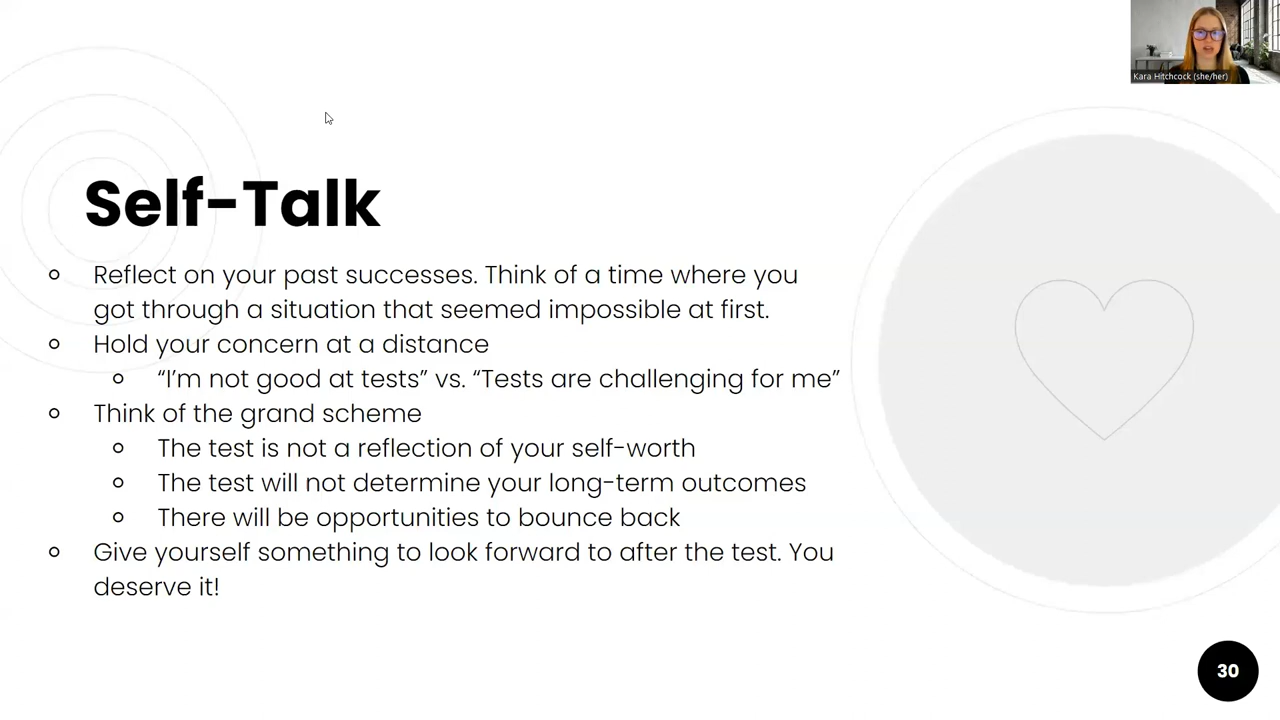 Kara Hitchcock (she/her)
Self-Talk
Reflect on your past successes. Think of a time where you
got through a situation that seemed impossible at first.
Hold your concern at a distance
“I’m not good at tests” vs. “Tests are challenging for me”
Think of the grand scheme
The test is not a reflection of your self-worth
The test will not determine your long-term outcomes
There will be opportunities to bounce back
Give yourself something to look forward to after the test. You
deserve it!
30